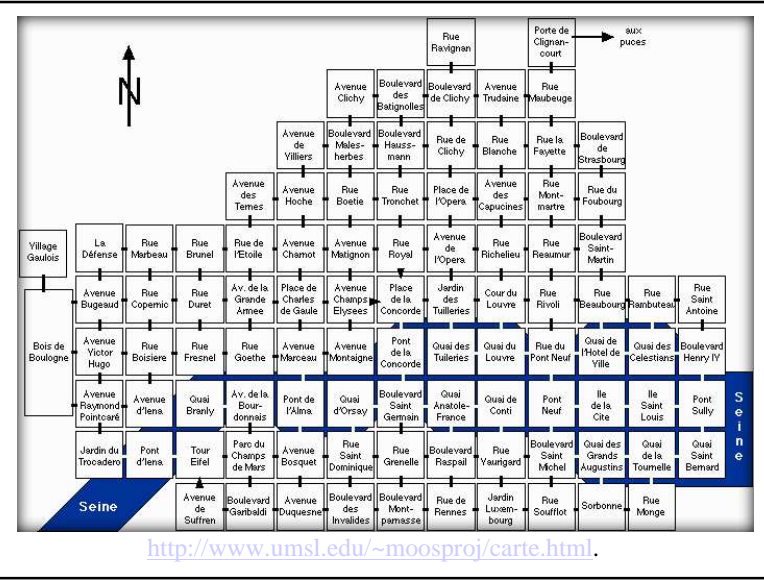 Rue
Ravignan
Porte de
Clignan-
court
aux
puces
N
Avenue
Clichy
Boulevard
des
Batignolles
Boulevard
de Clichy
Avenue
Trudaine
Rue
Maubeuge
Avenue
de
Villiers
Boulevard
Males-
herbes
Boulevard
Hauss-
mann
Rue de
Clichy
Rue
Blanche
Rue la
Fayette
Boulevard
de
Strasbourg
Avenue
des
Ternes
Avenue
Hoche
Rue
Boetie
Rue
Tronchet
Place de
l'Opera
Avenue
des
Capucines
Rue
Mont-
martre
Rue du
Foubourg
Village
Gaulois
La
Défense
Rue
Marbeau
Rue
Brunel
Rue de
l'Etoile
Avenue
Carnot
Avenue
Matignon
Rue
Royal
Avenue
de
l'Opera
Rue
Richelieu
Rue
Reaumur
Boulevard
Saint-
Martin
Bois de
Boulogne
Avenue
Bugeaud
Rue
Copernic
Rue
Duret
Av. de la
Grande
Armee
Place de
Charles
de Gaule
Avenue
Champs
Elysees
Place
de la
Concorde
Jardin
des
Tuilleries
Cour du
Louvre
Rue
Rivoli
Rue
Beaubourg
Rue
Rambuteau
Rue
Saint
Antoine
Avenue
Victor
Hugo
Rue
Boisiere
Rue
Fresnel
Rue
Goethe
Avenue
Marceau
Avenue
Montaigne
Pont
de la
Concorde
Quai des
Tuileries
Quai du
Louvre
Rue du
Pont Neuf
Quai de
l'Hotel de
Ville
Quai des
Celestians
Boulevard
Henry IV
Avenue
Raymond
Pointcaré
Avenue
d'Iena
Quai
Branly
Av. de la
Bour-
donnais
Pont de
l'Alma
Quai
d'Orsay
Boulevard
Saint
Germain
Quai
Anatole-
France
Quai de
Conti
Pont
Neuf
Ile
de la
Cite
Ile
Saint
Louis
Pont
Sully
Seine
Jardin du
Trocadero
Pont
d'Iena
Tour
Eifel
Parc du
Champs
de Mars
Avenue
Bosquet
Rue
Saint
Dominique
Rue
Grenelle
Boulevard
Raspail
Rue
Vaurigard
Boulevard
Saint
Michel
Quai des
Grands
Augustins
Quai
de la
Tournelle
Quai
Saint
Bernard
Seine
Avenue
de
Suffren
Boulevard
Garibaldi
Avenue
Duquesne
Boulevard
des
Invalides
Boulevard
Mont-
parnasse
Rue de
Rennes
Jardin
Luxem-
bourg
Rue
Soufflot
Sorbonne
Rue
Monge
http://www.umsl.edu/~moosproj/carte.html.